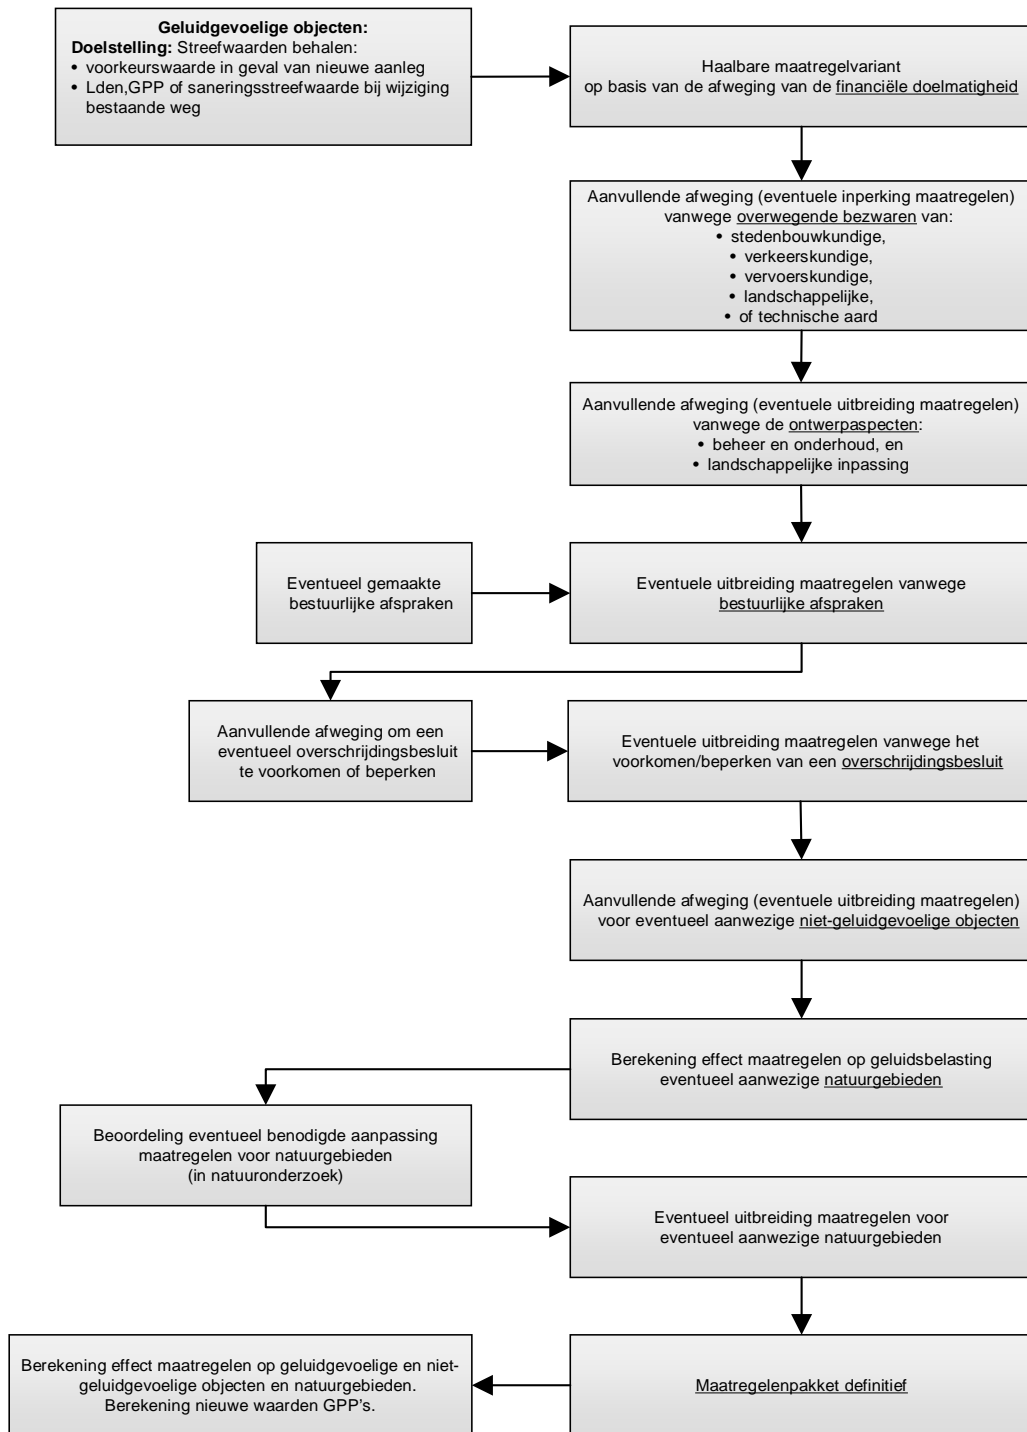 Geluidgevoelige objecten:
Doelstelling: Streefwaarden behalen:
• voorkeurswaarde in geval van nieuwe aanleg
• Lden,GPP of saneringsstreefwaarde bij wijziging
bestaande weg
Haalbare maatregelvariant
op basis van de afweging van de financiële doelmatigheid
Aanvullende afweging (eventuele inperking maatregelen)
vanwege overwegende bezwaren van:
• stedenbouwkundige,
• verkeerskundige,
• vervoerskundige,
• landschappelijke,
• of technische aard
Aanvullende afweging (eventuele uitbreiding maatregelen)
vanwege de ontwerpaspecten:
• beheer en onderhoud, en
• landschappelijke inpassing
Eventueel gemaakte
bestuurlijke afspraken
Eventuele uitbreiding maatregelen vanwege
bestuurlijke afspraken
Aanvullende afweging om een
eventueel overschrijdingsbesluit
te voorkomen of beperken
Eventuele uitbreiding maatregelen vanwege het
voorkomen/beperken van een overschrijdingsbesluit
Aanvullende afweging (eventuele uitbreiding maatregelen)
voor eventueel aanwezige niet-geluidgevoelige objecten
Berekening effect maatregelen op geluidsbelasting
eventueel aanwezige natuurgebieden
Beoordeling eventueel benodigde aanpassing
maatregelen voor natuurgebieden
(in natuuronderzoek)
Eventueel uitbreiding maatregelen voor
eventueel aanwezige natuurgebieden
Berekening effect maatregelen op geluidgevoelige en niet-
geluidgevoelige objecten en natuurgebieden.
Berekening nieuwe waarden GPP's.
Maatregelenpakket definitief